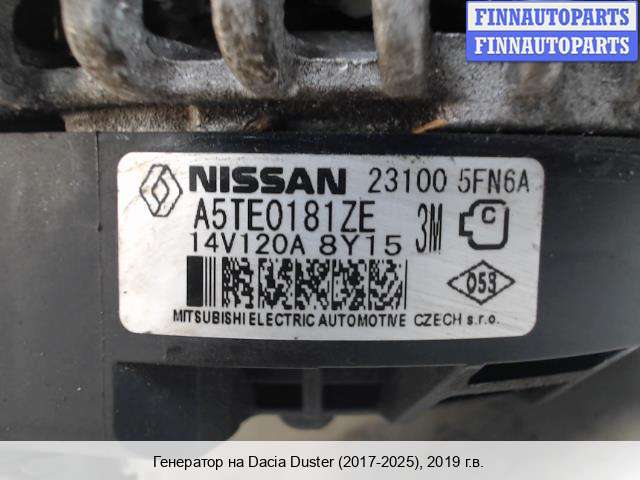 FINNAUTOPARTS
FINNAUTOPARTS
NISSAN 23100 5FN6A
A5TE0181ZE 3M C
14V120A 8Y15
053
MITSUBISHI ELECTRIC AUTOMOTIVE CZECH s.r.o.
Генератор на Dacia Duster (2017-2025), 2019 г.в.